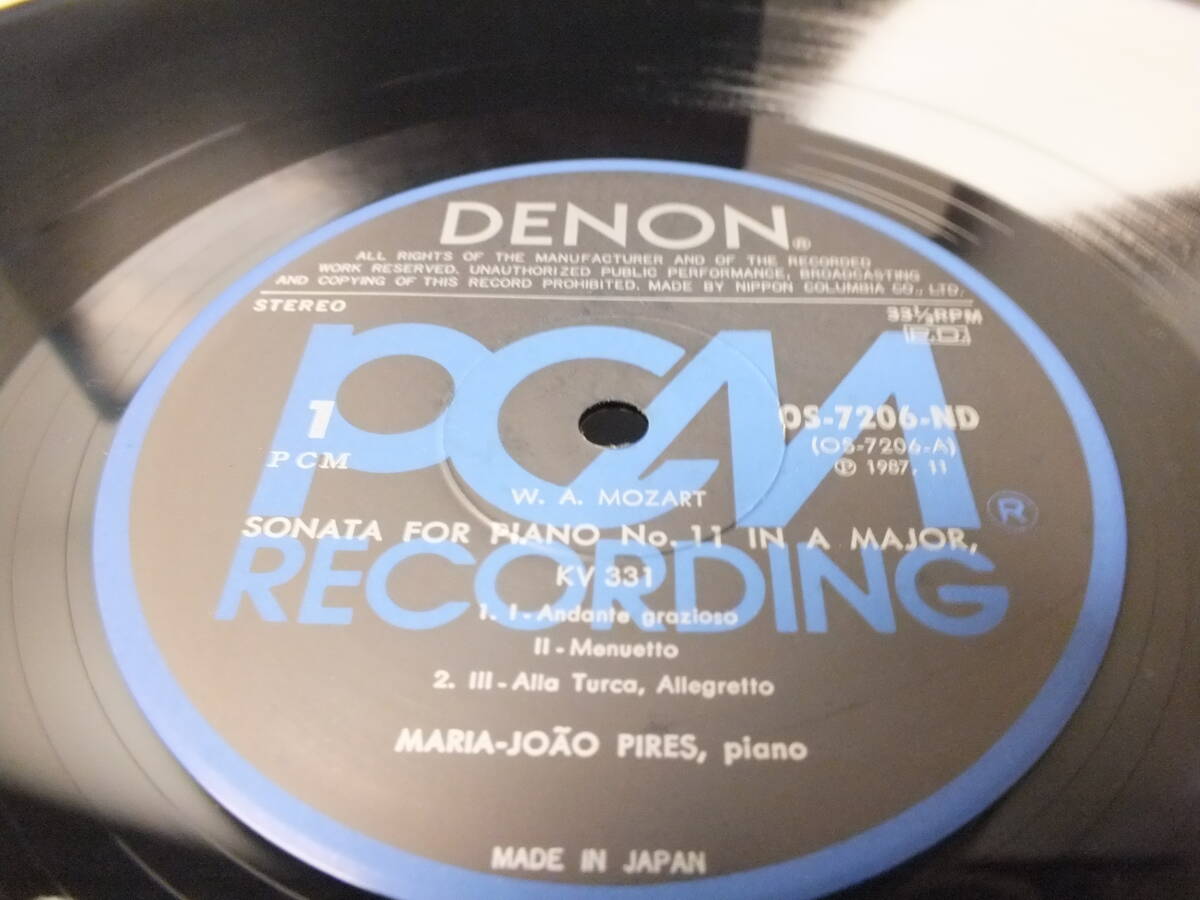 DENON®
ALL RIGHTS OF THE MANUFACTURER AND OF THE RECORDED
WORK RESERVED. UNAUTHORIZED PUBLIC PERFORMANCE, BROADCASTING
AND COPYING OF THIS RECORD PROHIBITED. MADE BY NIPPON COLUMBIA CO., LTD.
STEREO
33⅓RPM
PCM
RECORDING
®
1
PCM
OS-7206-ND
(OS-7206-A)
℗ 1987, 11
W. A. MOZART
SONATA FOR PIANO No. 11 IN A MAJOR,
KV 331
1. I - Andante grazioso
II - Menuetto
2. III - Alla Turca, Allegretto
MARIA-JOÃO PIRES, piano
MADE IN JAPAN